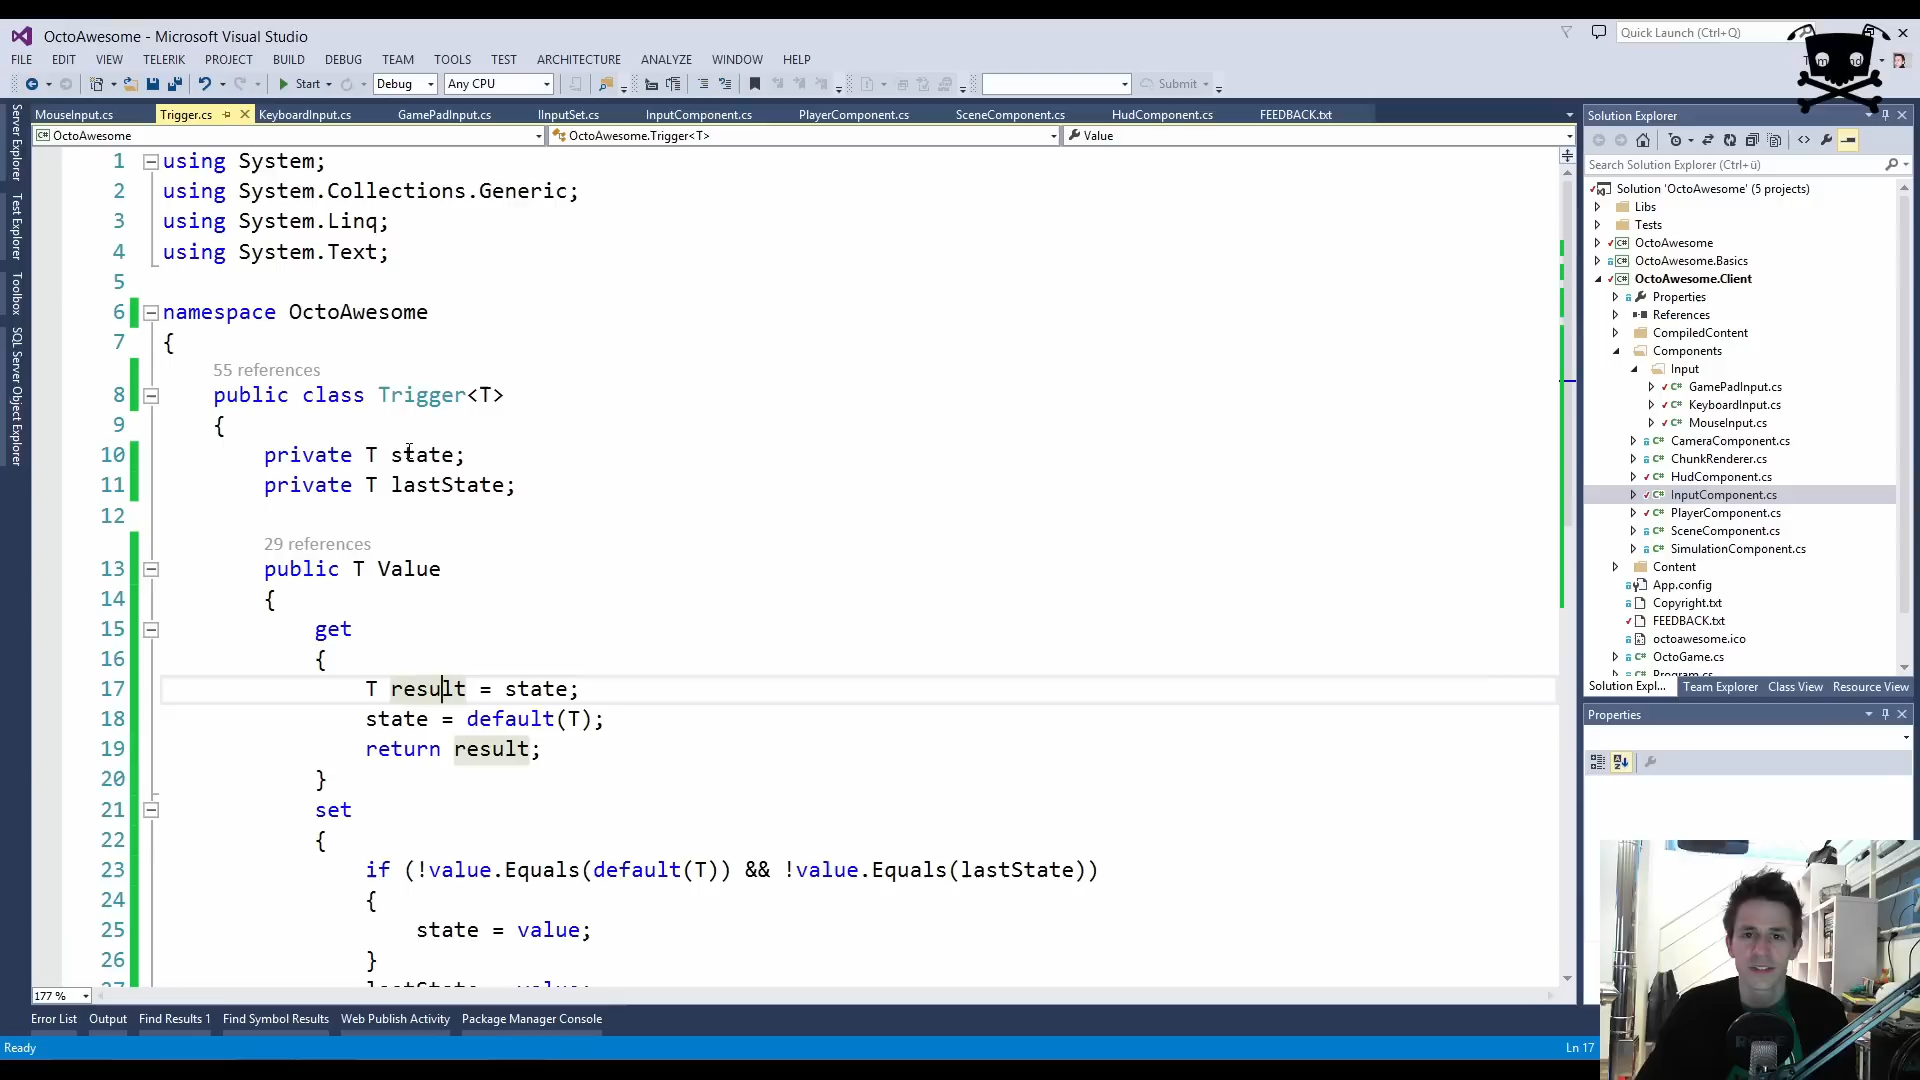 OctoAwesome - Microsoft Visual Studio
Quick Launch (Ctrl+Q)
FILE EDIT VIEW TELERIK PROJECT BUILD DEBUG TEAM TOOLS TEST ARCHITECTURE ANALYZE WINDOW HELP
Start Debug Any CPU Submit
MouseInput.cs Trigger.cs KeyboardInput.cs GamePadInput.cs IInputSet.cs InputComponent.cs PlayerComponent.cs SceneComponent.cs HudComponent.cs FEEDBACK.txt
OctoAwesome OctoAwesome.Trigger<T> Value
Server Explorer
Test Explorer
Toolbox
SQL Server Object Explorer
1 using System;
2 using System.Collections.Generic;
3 using System.Linq;
4 using System.Text;
5
6 namespace OctoAwesome
7 {
55 references
8 public class Trigger<T>
9 {
10 private T state;
11 private T lastState;
12
29 references
13 public T Value
14 {
15 get
16 {
17 T result = state;
18 state = default(T);
19 return result;
20 }
21 set
22 {
23 if (!value.Equals(default(T)) && !value.Equals(lastState))
24 {
25 state = value;
26 }
177 %
Error List Output Find Results 1 Find Symbol Results Web Publish Activity Package Manager Console
Ready
Ln 17
Solution Explorer
Search Solution Explorer (Ctrl+ü)
Solution 'OctoAwesome' (5 projects)
Libs
Tests
OctoAwesome
OctoAwesome.Basics
OctoAwesome.Client
Properties
References
CompiledContent
Components
Input
GamePadInput.cs
KeyboardInput.cs
MouseInput.cs
CameraComponent.cs
ChunkRenderer.cs
HudComponent.cs
InputComponent.cs
PlayerComponent.cs
SceneComponent.cs
SimulationComponent.cs
Content
App.config
Copyright.txt
FEEDBACK.txt
octoawesome.ico
OctoGame.cs
Program.cs
Solution Expl... Team Explorer Class View Resource View
Properties